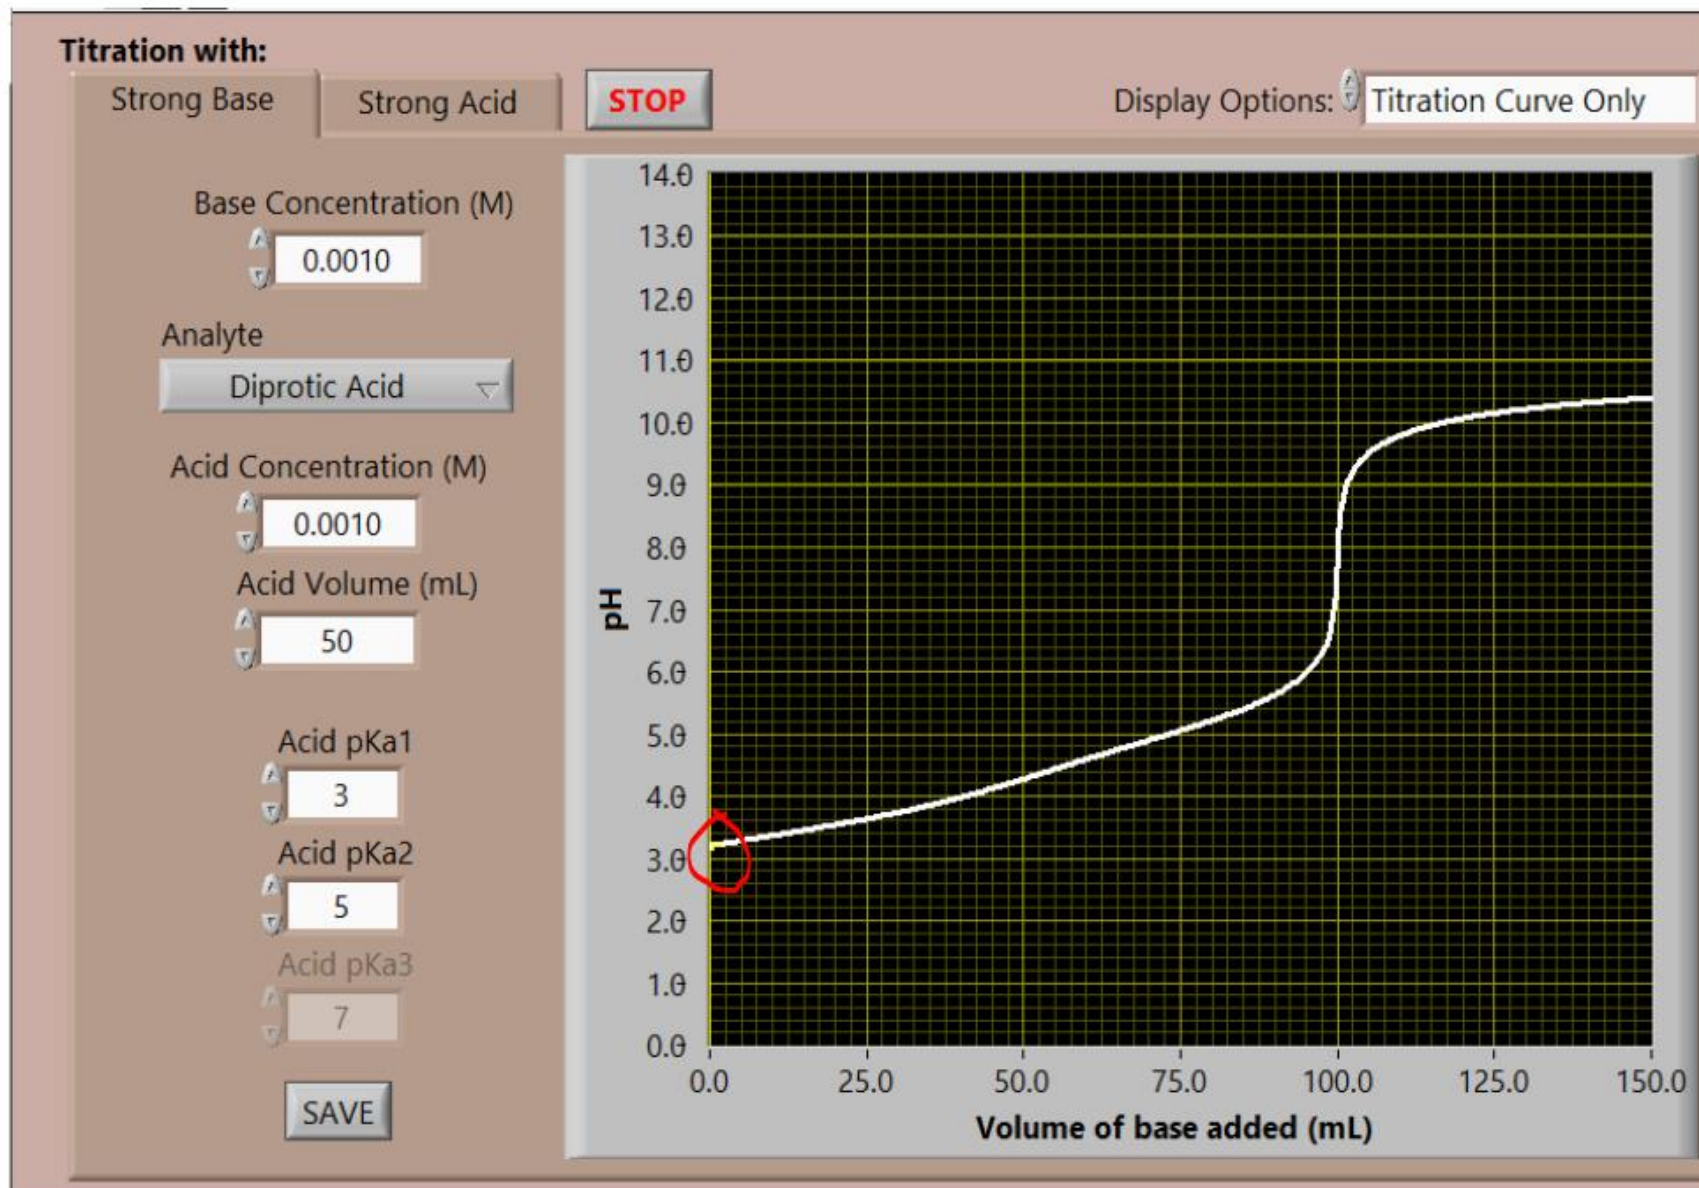 Titration with:
Strong Base
Strong Acid
STOP
Display Options:
Titration Curve Only
Base Concentration (M)
0.0010
Analyte
Diprotic Acid
Acid Concentration (M)
0.0010
Acid Volume (mL)
50
Acid pKa1
3
Acid pKa2
5
Acid pKa3
7
SAVE
pH
14.0
13.0
12.0
11.0
10.0
9.0
8.0
7.0
6.0
5.0
4.0
3.0
2.0
1.0
0.0
0.0 25.0 50.0 75.0 100.0 125.0 150.0
Volume of base added (mL)